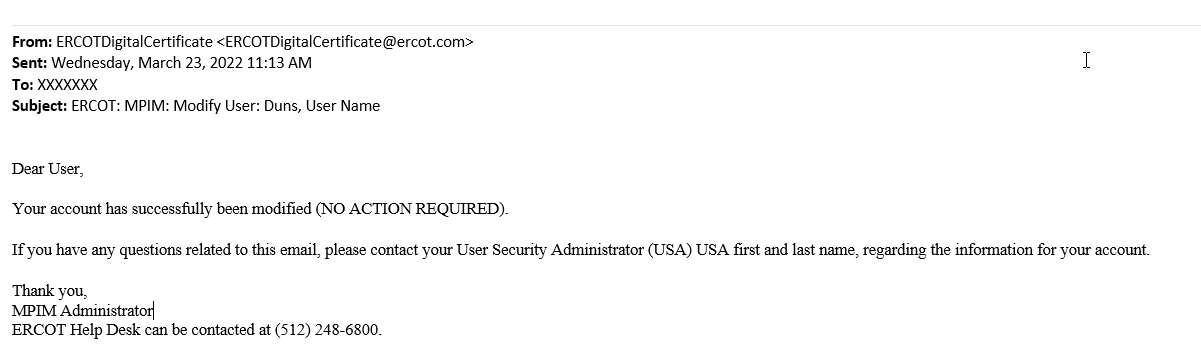 From: ERCOTDigitalCertificate <ERCOTDigitalCertificate@ercot.com>
Sent: Wednesday, March 23, 2022 11:13 AM
To: XXXXXXX
Subject: ERCOT: MPIM: Modify User: Duns, User Name
Dear User,
Your account has successfully been modified (NO ACTION REQUIRED).
If you have any questions related to this email, please contact your User Security Administrator (USA) USA first and last name, regarding the information for your account.
Thank you,
MPIM Administrator
ERCOT Help Desk can be contacted at (512) 248-6800.